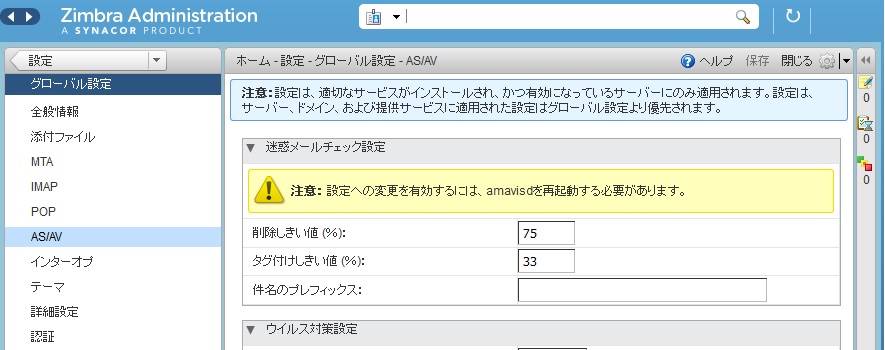 Zimbra Administration
A SYNACOR PRODUCT
設定
ホーム - 設定 - グローバル設定 - AS/AV
ヘルプ 保存 閉じる
グローバル設定
全般情報
添付ファイル
MTA
IMAP
POP
AS/AV
インターオプ
テーマ
詳細設定
認証
注意: 設定は、適切なサービスがインストールされ、かつ有効になっているサーバーにのみ適用されます。設定は、
サーバー、ドメイン、および提供サービスに適用された設定はグローバル設定より優先されます。
迷惑メールチェック設定
注意: 設定への変更を有効するには、amavisdを再起動する必要があります。
削除しきい値 (%): 75
タグ付けしきい値 (%): 33
件名のプレフィックス:
ウイルス対策設定
0
0
0